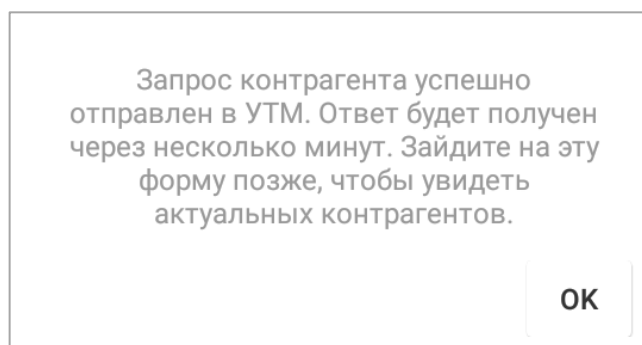 Запрос контрагента успешно
отправлен в УТМ. Ответ будет получен
через несколько минут. Зайдите на эту
форму позже, чтобы увидеть
актуальных контрагентов.
OK